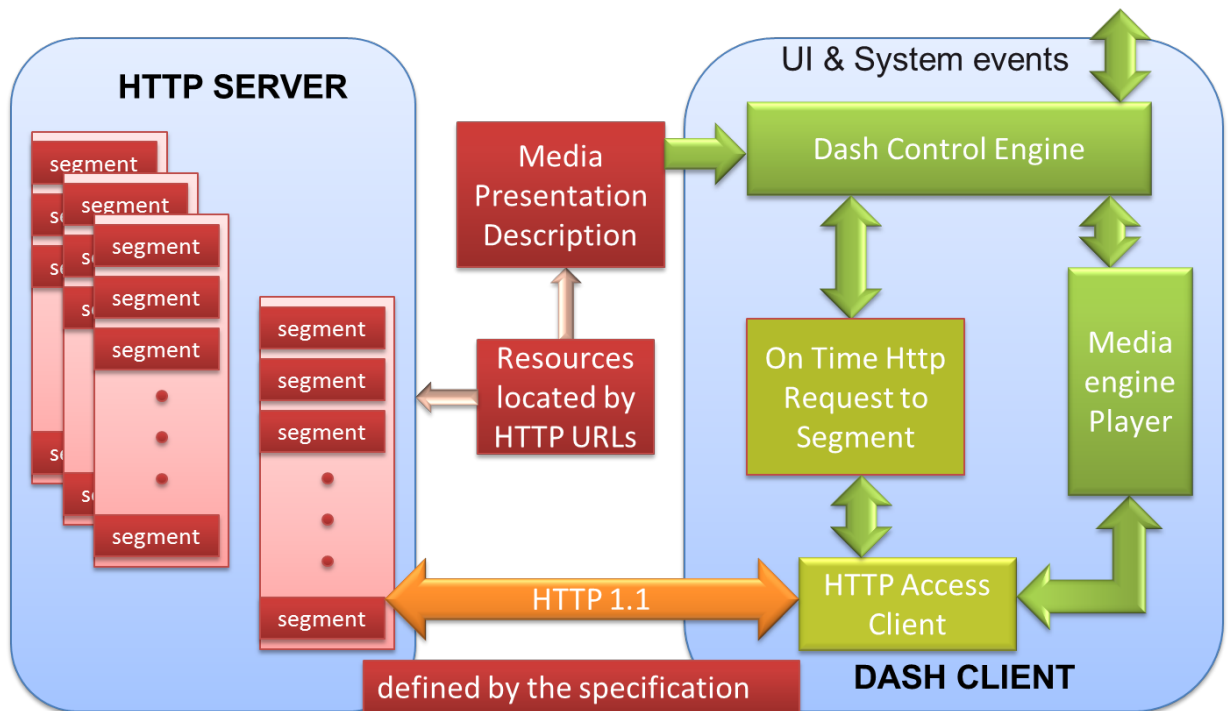 HTTP SERVER
segment
segment
segment
segment
segment
segment
segment
segment
segment
segment
Media
Presentation
Description
Resources
located by
HTTP URLs
HTTP 1.1
defined by the specification
UI & System events
Dash Control Engine
On Time Http
Request to
Segment
Media
engine
Player
HTTP Access
Client
DASH CLIENT